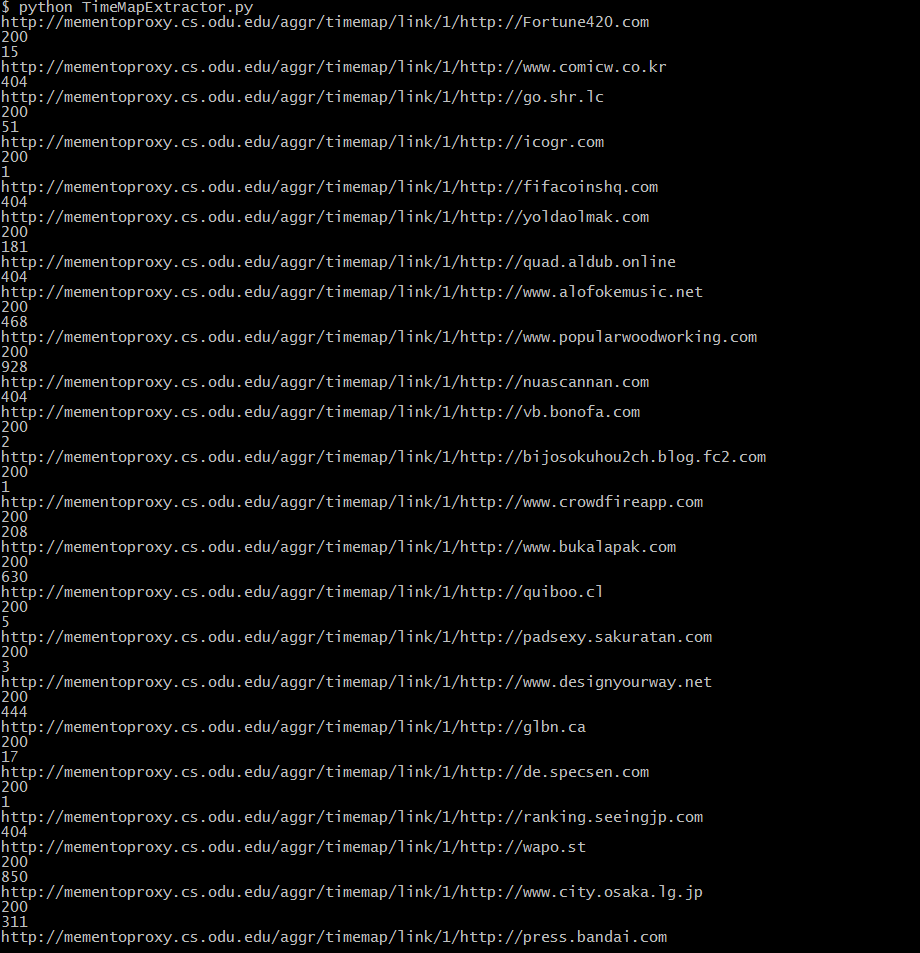 $ python TimeMapExtractor.py
http://mementoproxy.cs.odu.edu/aggr/timemap/link/1/http://Fortune420.com
200
15
http://mementoproxy.cs.odu.edu/aggr/timemap/link/1/http://www.comicw.co.kr
404
http://mementoproxy.cs.odu.edu/aggr/timemap/link/1/http://go.shr.lc
200
51
http://mementoproxy.cs.odu.edu/aggr/timemap/link/1/http://icogr.com
200
1
http://mementoproxy.cs.odu.edu/aggr/timemap/link/1/http://fifacoinshq.com
404
http://mementoproxy.cs.odu.edu/aggr/timemap/link/1/http://yoldaolmak.com
200
181
http://mementoproxy.cs.odu.edu/aggr/timemap/link/1/http://quad.aldub.online
404
http://mementoproxy.cs.odu.edu/aggr/timemap/link/1/http://www.alofokemusic.net
200
468
http://mementoproxy.cs.odu.edu/aggr/timemap/link/1/http://www.popularwoodworking.com
200
928
http://mementoproxy.cs.odu.edu/aggr/timemap/link/1/http://nuascannan.com
404
http://mementoproxy.cs.odu.edu/aggr/timemap/link/1/http://vb.bonofa.com
200
2
http://mementoproxy.cs.odu.edu/aggr/timemap/link/1/http://bijosokuhou2ch.blog.fc2.com
200
1
http://mementoproxy.cs.odu.edu/aggr/timemap/link/1/http://www.crowdfireapp.com
200
208
http://mementoproxy.cs.odu.edu/aggr/timemap/link/1/http://www.bukalapak.com
200
630
http://mementoproxy.cs.odu.edu/aggr/timemap/link/1/http://quiboo.cl
200
5
http://mementoproxy.cs.odu.edu/aggr/timemap/link/1/http://padsexy.sakuratan.com
200
3
http://mementoproxy.cs.odu.edu/aggr/timemap/link/1/http://www.designyourway.net
200
444
http://mementoproxy.cs.odu.edu/aggr/timemap/link/1/http://glbn.ca
200
17
http://mementoproxy.cs.odu.edu/aggr/timemap/link/1/http://de.specsen.com
200
1
http://mementoproxy.cs.odu.edu/aggr/timemap/link/1/http://ranking.seeingjp.com
404
http://mementoproxy.cs.odu.edu/aggr/timemap/link/1/http://wapo.st
200
850
http://mementoproxy.cs.odu.edu/aggr/timemap/link/1/http://www.city.osaka.lg.jp
200
311
http://mementoproxy.cs.odu.edu/aggr/timemap/link/1/http://press.bandai.com